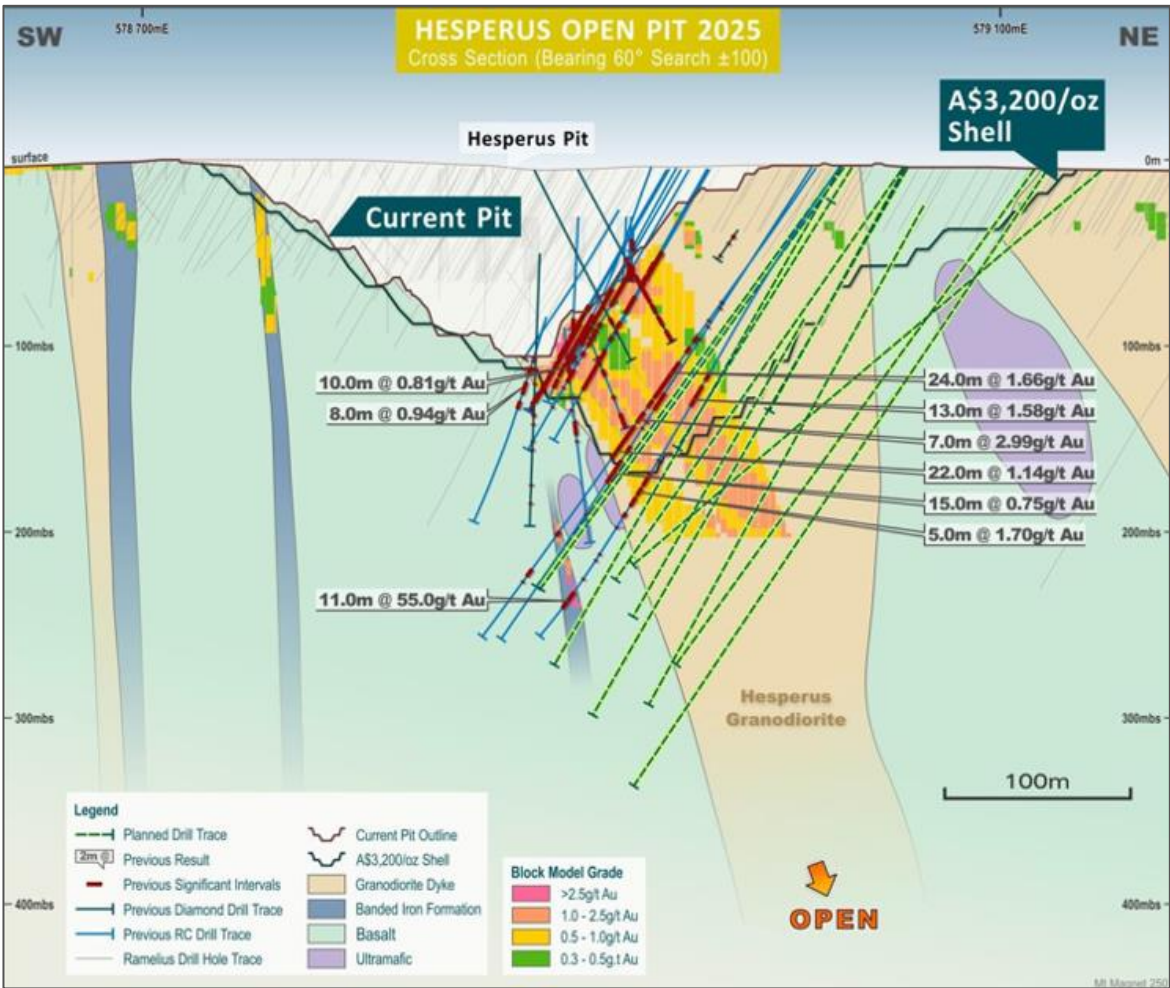 SW
578 700mE
HESPERUS OPEN PIT 2025
Cross Section (Bearing 60° Search ±100)
579 100mE
NE
A$3,200/oz
Shell
Hesperus Pit
surface
0m
Current Pit
100mbs
100mbs
10.0m @ 0.81g/t Au
8.0m @ 0.94g/t Au
24.0m @ 1.66g/t Au
13.0m @ 1.58g/t Au
7.0m @ 2.99g/t Au
22.0m @ 1.14g/t Au
15.0m @ 0.75g/t Au
5.0m @ 1.70g/t Au
200mbs
200mbs
11.0m @ 55.0g/t Au
Hesperus
Granodiorite
300mbs
300mbs
100m
Legend
Planned Drill Trace
2m @
Previous Result
Previous Significant Intervals
Previous Diamond Drill Trace
Previous RC Drill Trace
Ramelius Drill Hole Trace
Current Pit Outline
A$3,200/oz Shell
Granodiorite Dyke
Banded Iron Formation
Basalt
Ultramafic
Block Model Grade
>2.5g/t Au
1.0 - 2.5g/t Au
0.5 - 1.0g/t Au
0.3 - 0.5g.t Au
400mbs
400mbs
OPEN
Mt Magnet 250